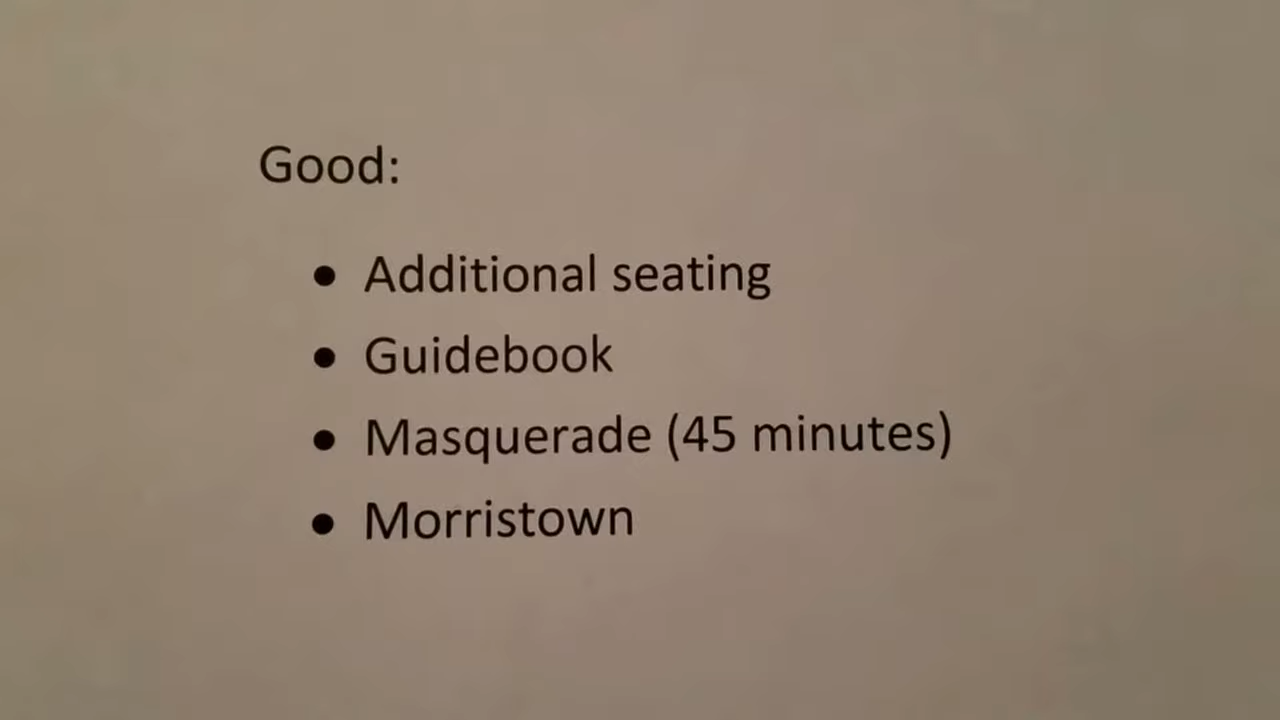 Good:
• Additional seating
• Guidebook
• Masquerade (45 minutes)
• Morristown